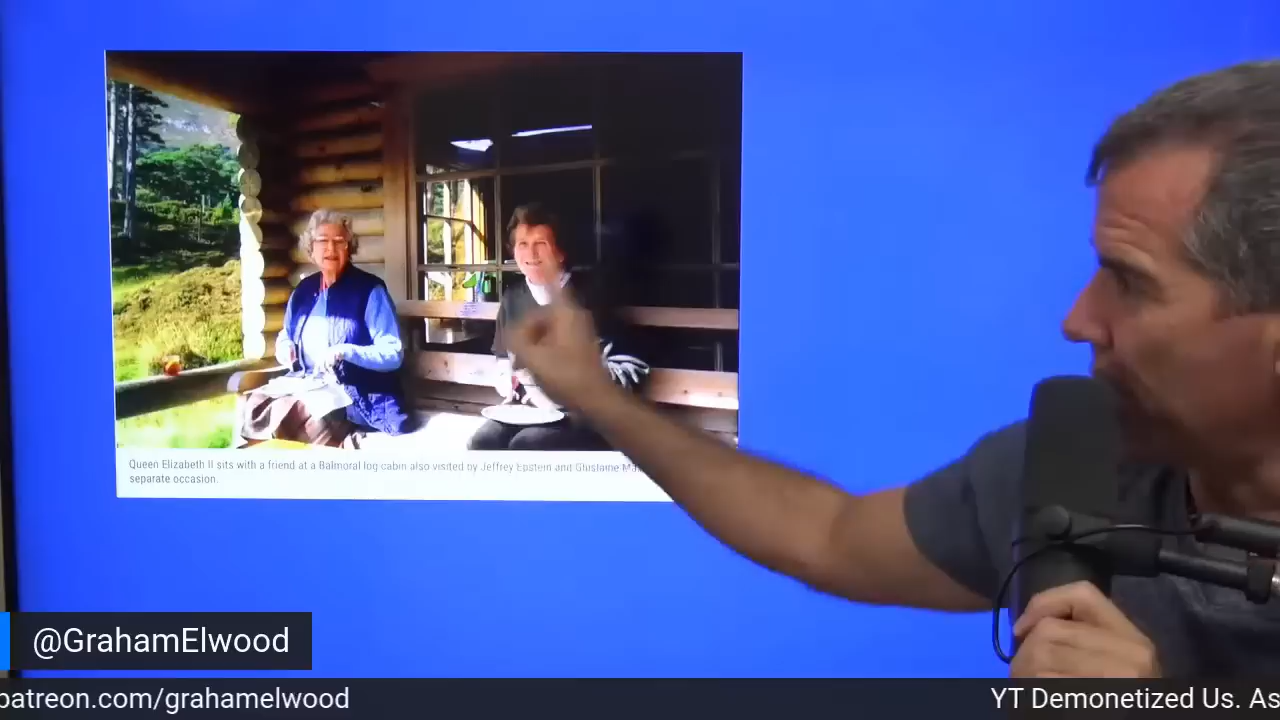 Queen Elizabeth II sits with a friend at a Balmoral log cabin also visited by Jeffrey Epstein and Ghislaine
separate occasion.
@GrahamElwood
patreon.com/grahamelwood
YT Demonetized Us. As